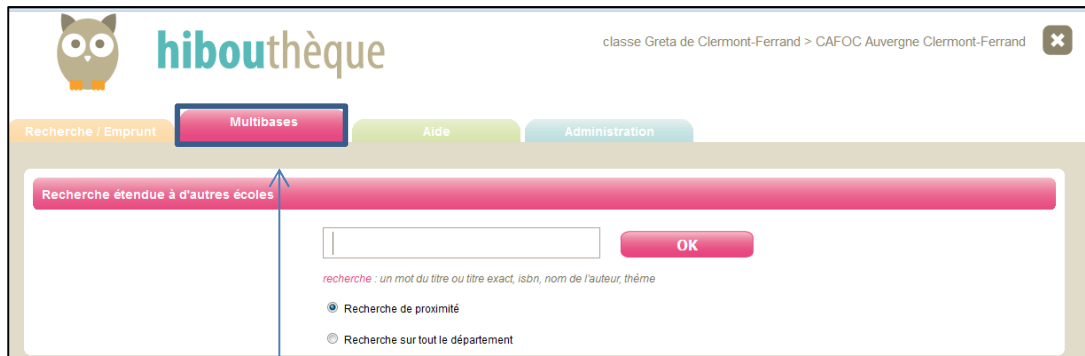 hibouthèque
classe Greta de Clermont-Ferrand > CAFOC Auvergne Clermont-Ferrand
Recherche / Emprunt
Multibases
Aide
Administration
Recherche étendue à d'autres écoles
OK
recherche : un mot du titre ou titre exact, isbn, nom de l'auteur, thème
Recherche de proximité
Recherche sur tout le département